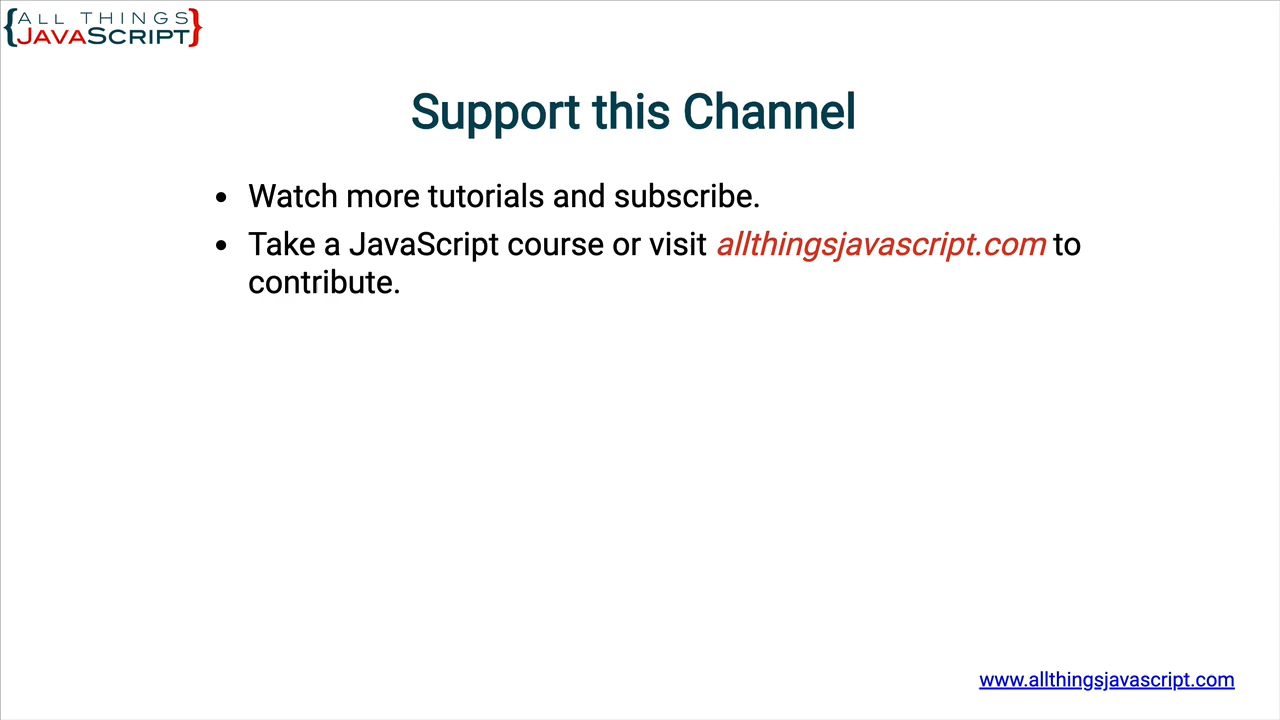 {ALL THINGS
JAVASCRIPT}
Support this Channel
• Watch more tutorials and subscribe.
• Take a JavaScript course or visit allthingsjavascript.com to
contribute.
www.allthingsjavascript.com